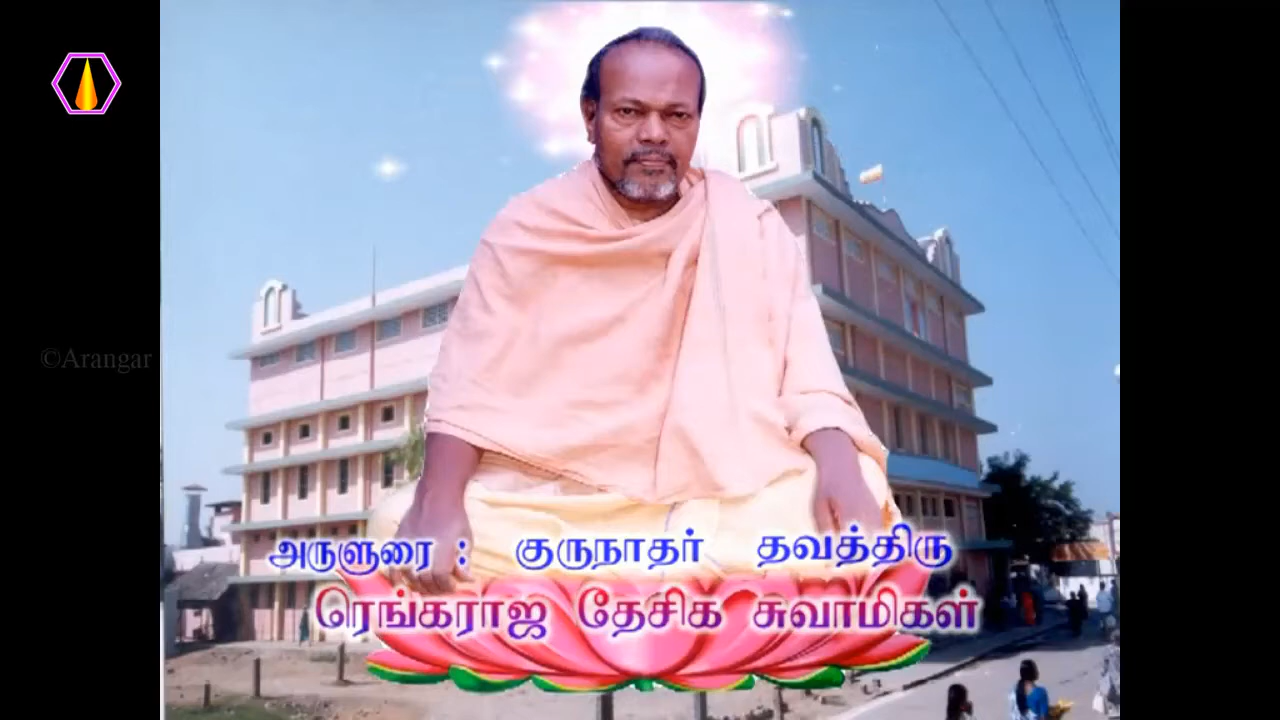 ©Arangar
அருளுரை : குருநாதர் தவத்திரு
ரெங்கராஜ தேசிக சுவாமிகள்